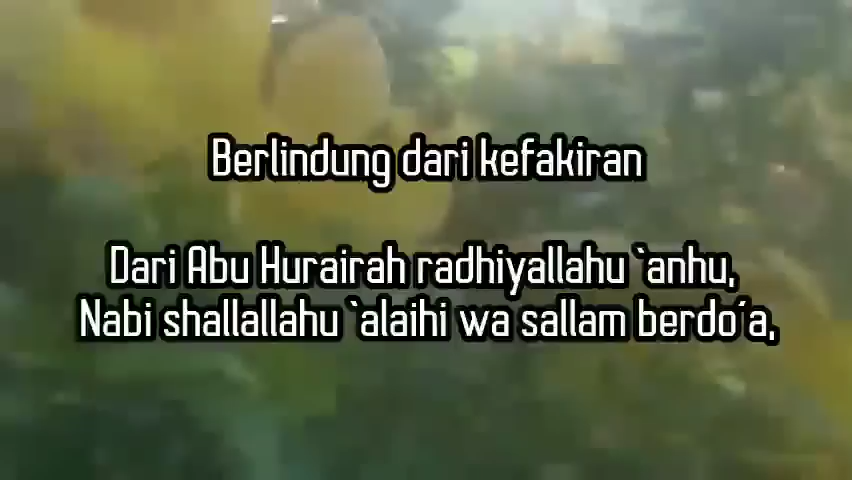 Berlindung dari kefakiran
Dari Abu Hurairah radhiyallahu `anhu,
Nabi shallallahu `alaihi wa sallam berdo´a,